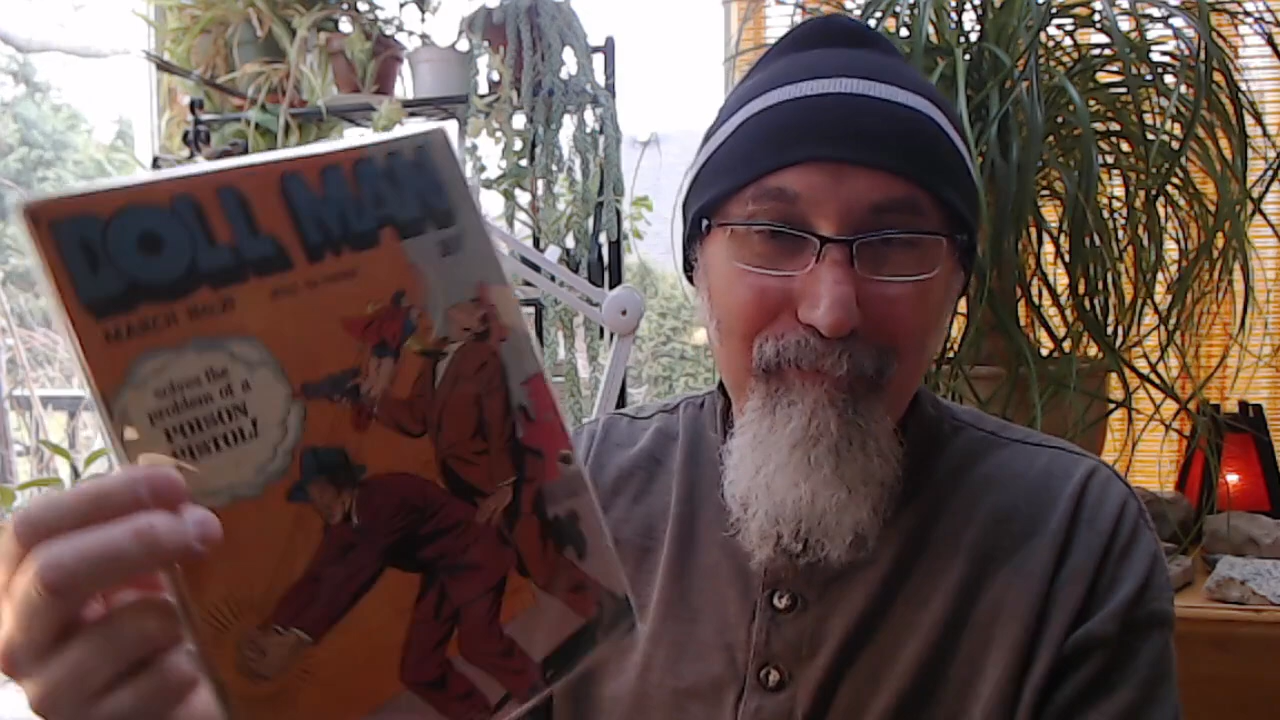 DOLL MAN
MARCH
solves the
problem of a
POISON
PISTOL!